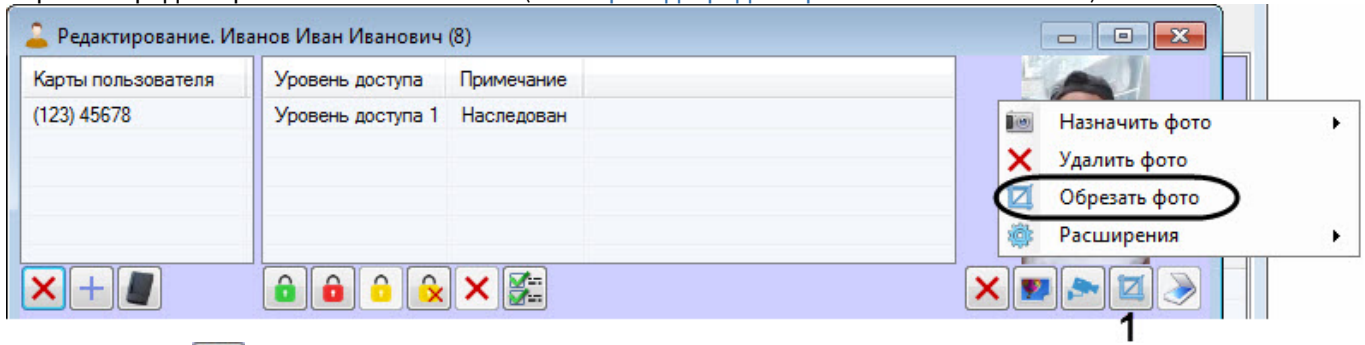 Редактирование. Иванов Иван Иванович (8)
Карты пользователя
Уровень доступа
Примечание
(123) 45678
Уровень доступа 1
Наследован
Назначить фото
Удалить фото
Обрезать фото
Расширения
1